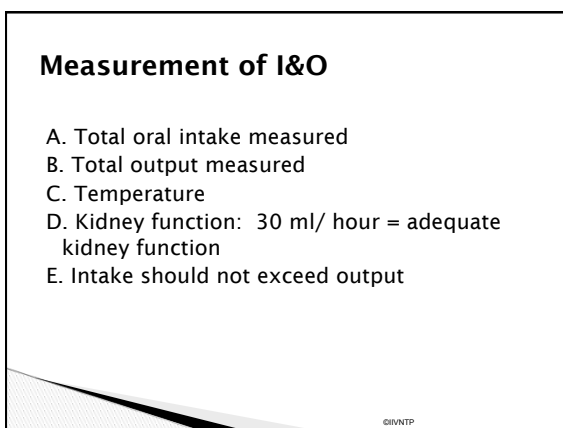 Measurement of I&O
A. Total oral intake measured
B. Total output measured
C. Temperature
D. Kidney function:  30 ml/ hour = adequate
kidney function
E. Intake should not exceed output
©IIVNTP